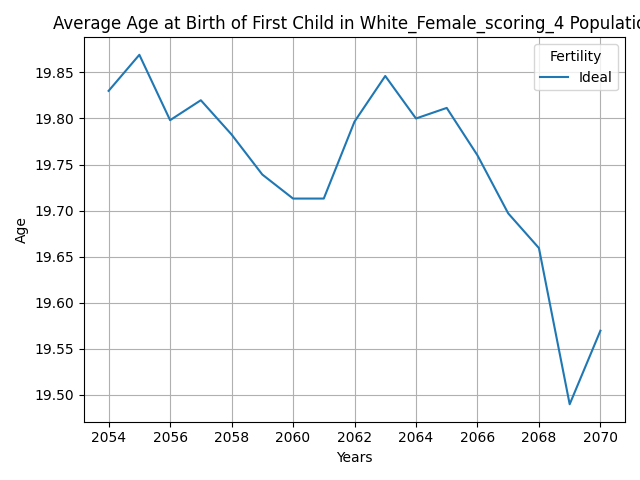 Average Age at Birth of First Child in White_Female_scoring_4
Fertility
Ideal
19.85
19.80
19.75
19.70
19.65
19.60
19.55
19.50
Age
2054 2056 2058 2060 2062 2064 2066 2068 2070
Years